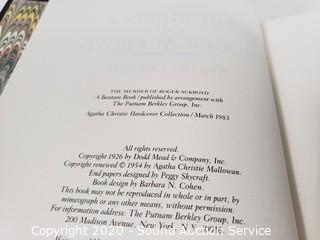 THE MURDER OF ROGER ACKROYD
A Bantam Book / published by arrangement with
The Putnam Berkley Group, Inc.
Agatha Christie Hardcover Collection / March 1983
All rights reserved.
Copyright 1926 by Dodd Mead & Company, Inc.
Copyright renewed © 1954 by Agatha Christie Mallowan.
End papers designed by Peggy Skycraft.
Book design by Barbara N. Cohen.
This book may not be reproduced in whole or in part, by
mimeograph or any other means, without permission.
For information address: The Putnam Berkley Group, Inc.
200 Madison Avenue, New York, N.Y.
Copyright 2020 - Sound Auction Service